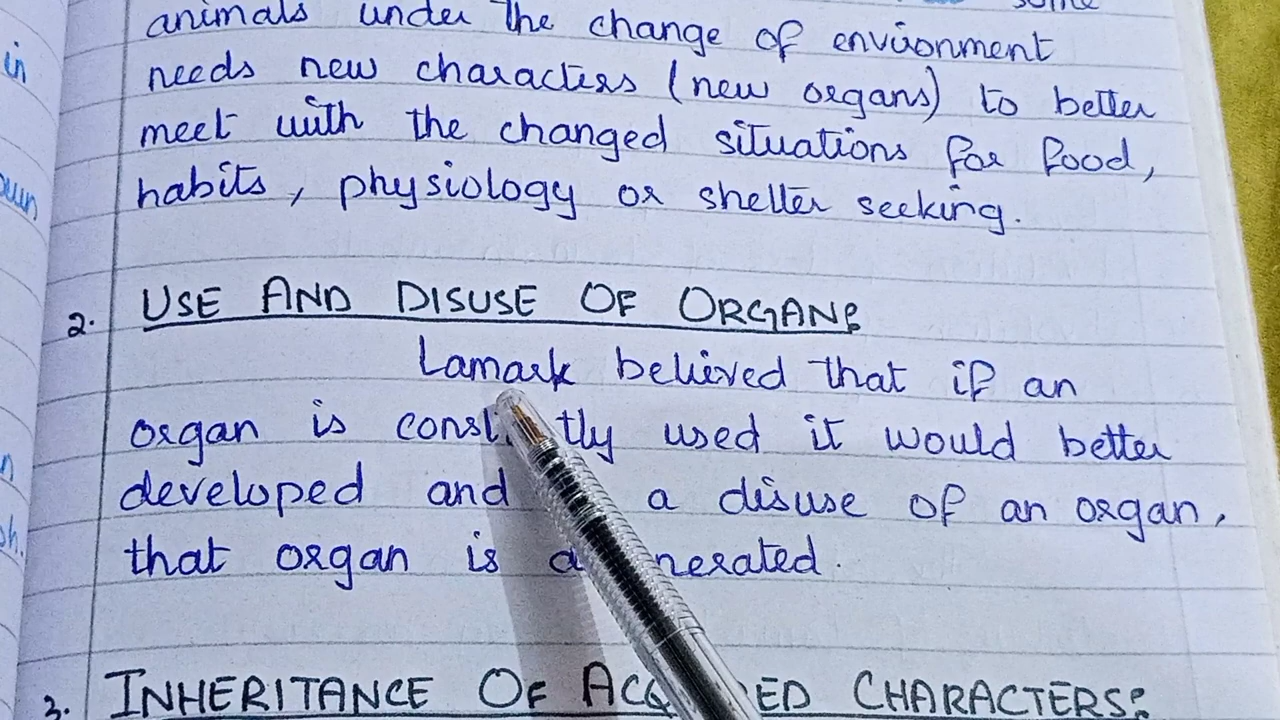 animals under the change of environment
in
needs new characters (new organs) to better
meet with the changed situations for food,
habits, physiology or shelter seeking.
2. USE AND DISUSE OF ORGANS
Lamark believed that if an
organ is tly used it would better
developed and a disuse of an organ,
that organ is
3. INHERITANCE OF CHARACTERS: